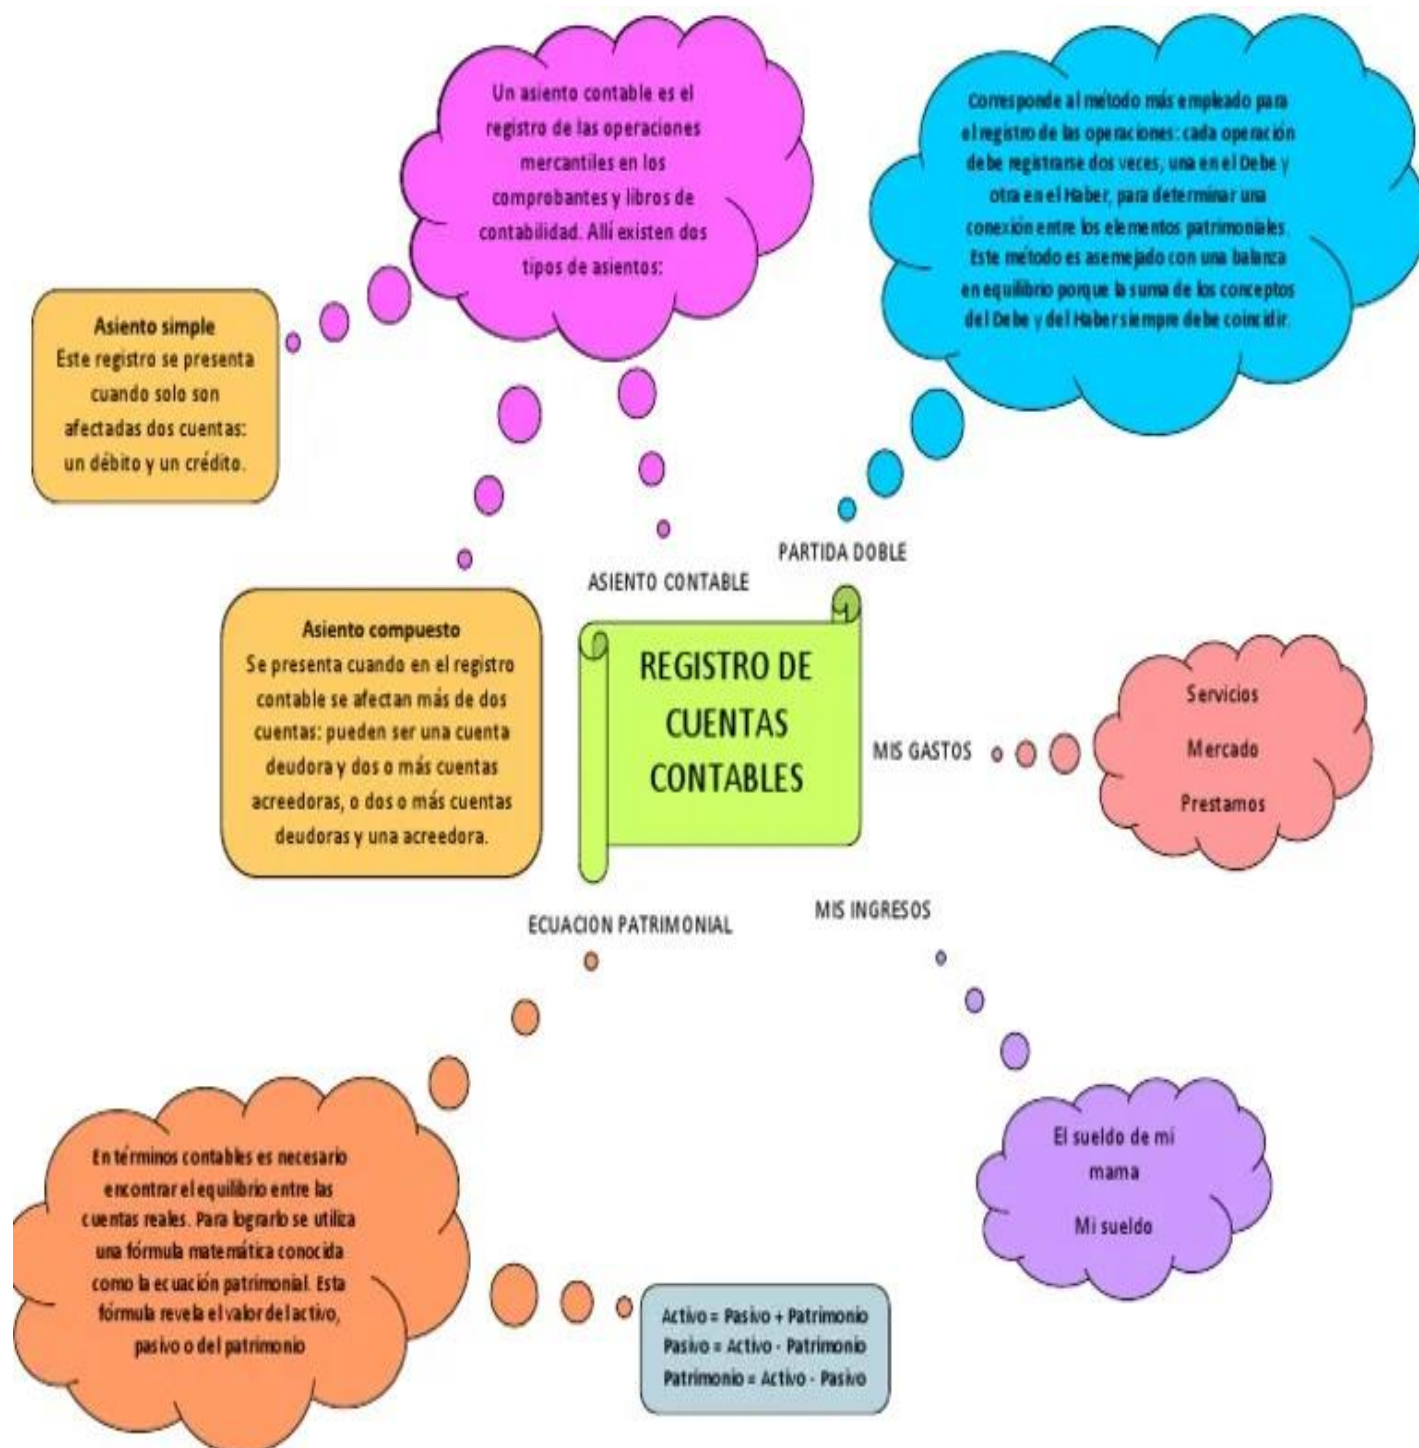 Un asiento contable es el
registro de las operaciones
mercantiles en los
comprobantes y libros de
contabilidad. Allí existen dos
tipos de asientos:
Corresponde al método más empleado para
el registro de las operaciones: cada operación
debe registrarse dos veces, una en el Debe y
otra en el Haber, para determinar una
conexión entre los elementos patrimoniales.
Este método es asemejado con una balanza
en equilibrio porque la suma de los conceptos
del Debe y del Haber siempre debe coincidir.
Asiento simple
Este registro se presenta
cuando solo son
afectadas dos cuentas:
un débito y un crédito.
PARTIDA DOBLE
ASIENTO CONTABLE
Asiento compuesto
Se presenta cuando en el registro
contable se afectan más de dos
cuentas: pueden ser una cuenta
deudora y dos o más cuentas
acreedoras, o dos o más cuentas
deudoras y una acreedora.
REGISTRO DE
CUENTAS
CONTABLES
MIS GASTOS
Servicios
Mercado
Prestamos
MIS INGRESOS
ECUACION PATRIMONIAL
El sueldo de mi
mama
Mi sueldo
En términos contables es necesario
encontrar el equilibrio entre las
cuentas reales. Para lograrlo se utiliza
una fórmula matemática conocida
como la ecuación patrimonial. Esta
fórmula revela el valor del activo,
pasivo o del patrimonio
Activo = Pasivo + Patrimonio
Pasivo = Activo - Patrimonio
Patrimonio = Activo - Pasivo